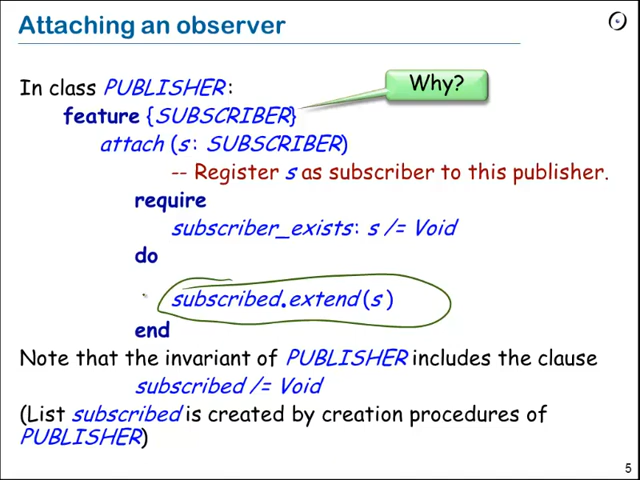 Attaching an observer
In class PUBLISHER :
Why?
feature {SUBSCRIBER}
attach (s : SUBSCRIBER)
-- Register s as subscriber to this publisher.
require
subscriber_exists : s /= Void
do
subscribed.extend (s )
end
Note that the invariant of PUBLISHER includes the clause
subscribed /= Void
(List subscribed is created by creation procedures of
PUBLISHER)
5